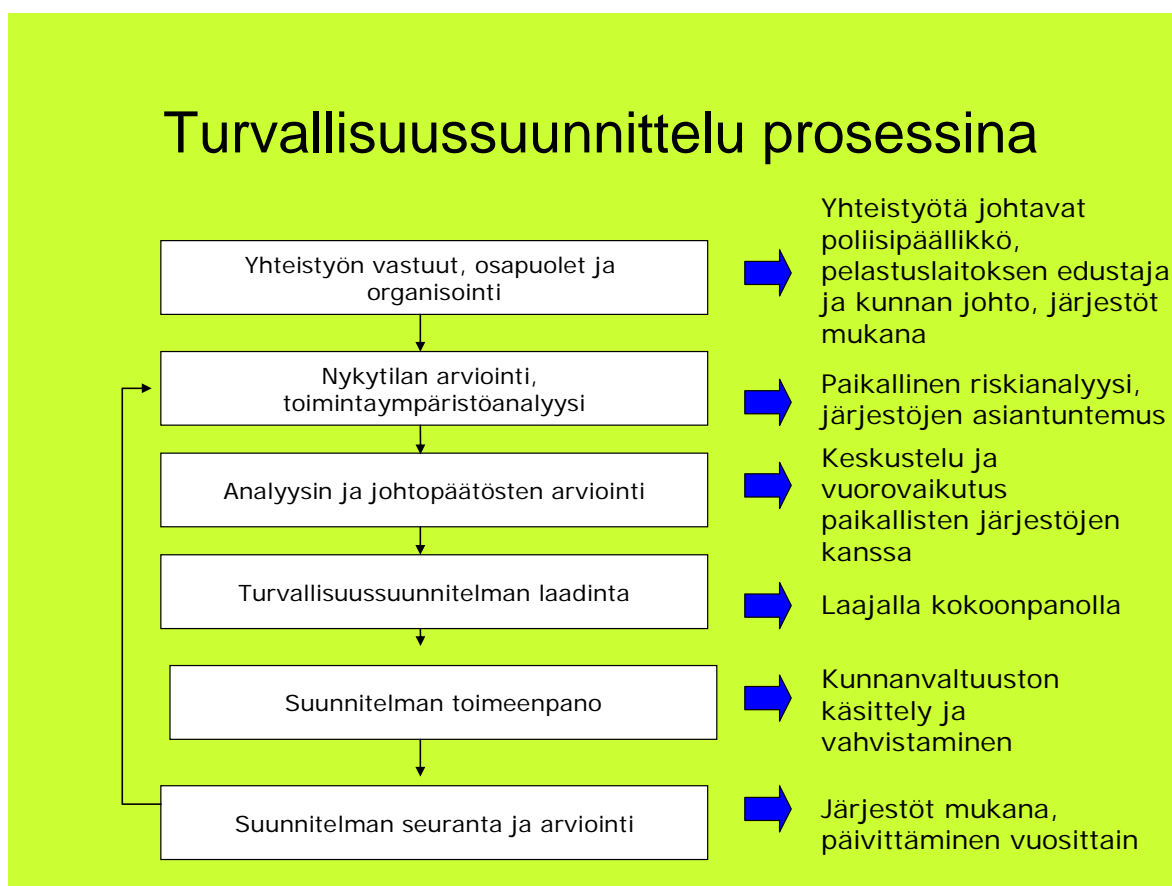 Turvallisuussuunnittelu prosessina
Yhteistyön vastuut, osapuolet ja
organisointi
Yhteistyötä johtavat
poliisipäällikkö,
pelastuslaitoksen edustaja
ja kunnan johto, järjestöt
mukana
Nykytilan arviointi,
toimintaympäristöanalyysi
Paikallinen riskianalyysi,
järjestöjen asiantuntemus
Analyysin ja johtopäätösten arviointi
Keskustelu ja
vuorovaikutus
paikallisten järjestöjen
kanssa
Turvallisuussuunnitelman laadinta
Laajalla kokoonpanolla
Suunnitelman toimeenpano
Kunnanvaltuuston
käsittely ja
vahvistaminen
Suunnitelman seuranta ja arviointi
Järjestöt mukana,
päivittäminen vuosittain